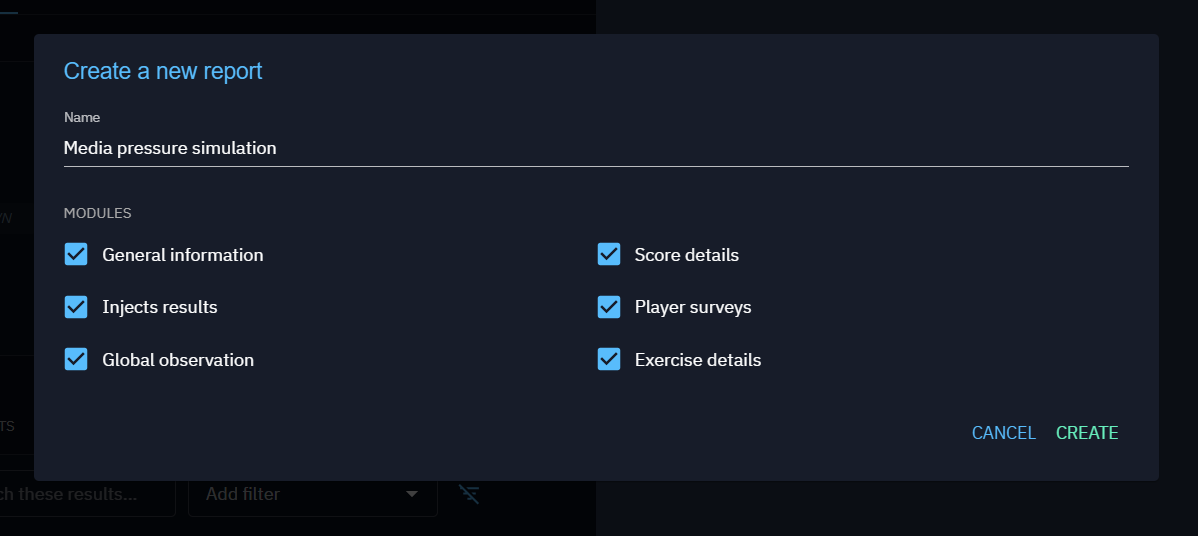 Create a new report
Name
Media pressure simulation
MODULES
General information
Score details
Injects results
Player surveys
Global observation
Exercise details
CANCEL CREATE
these results...
Add filter